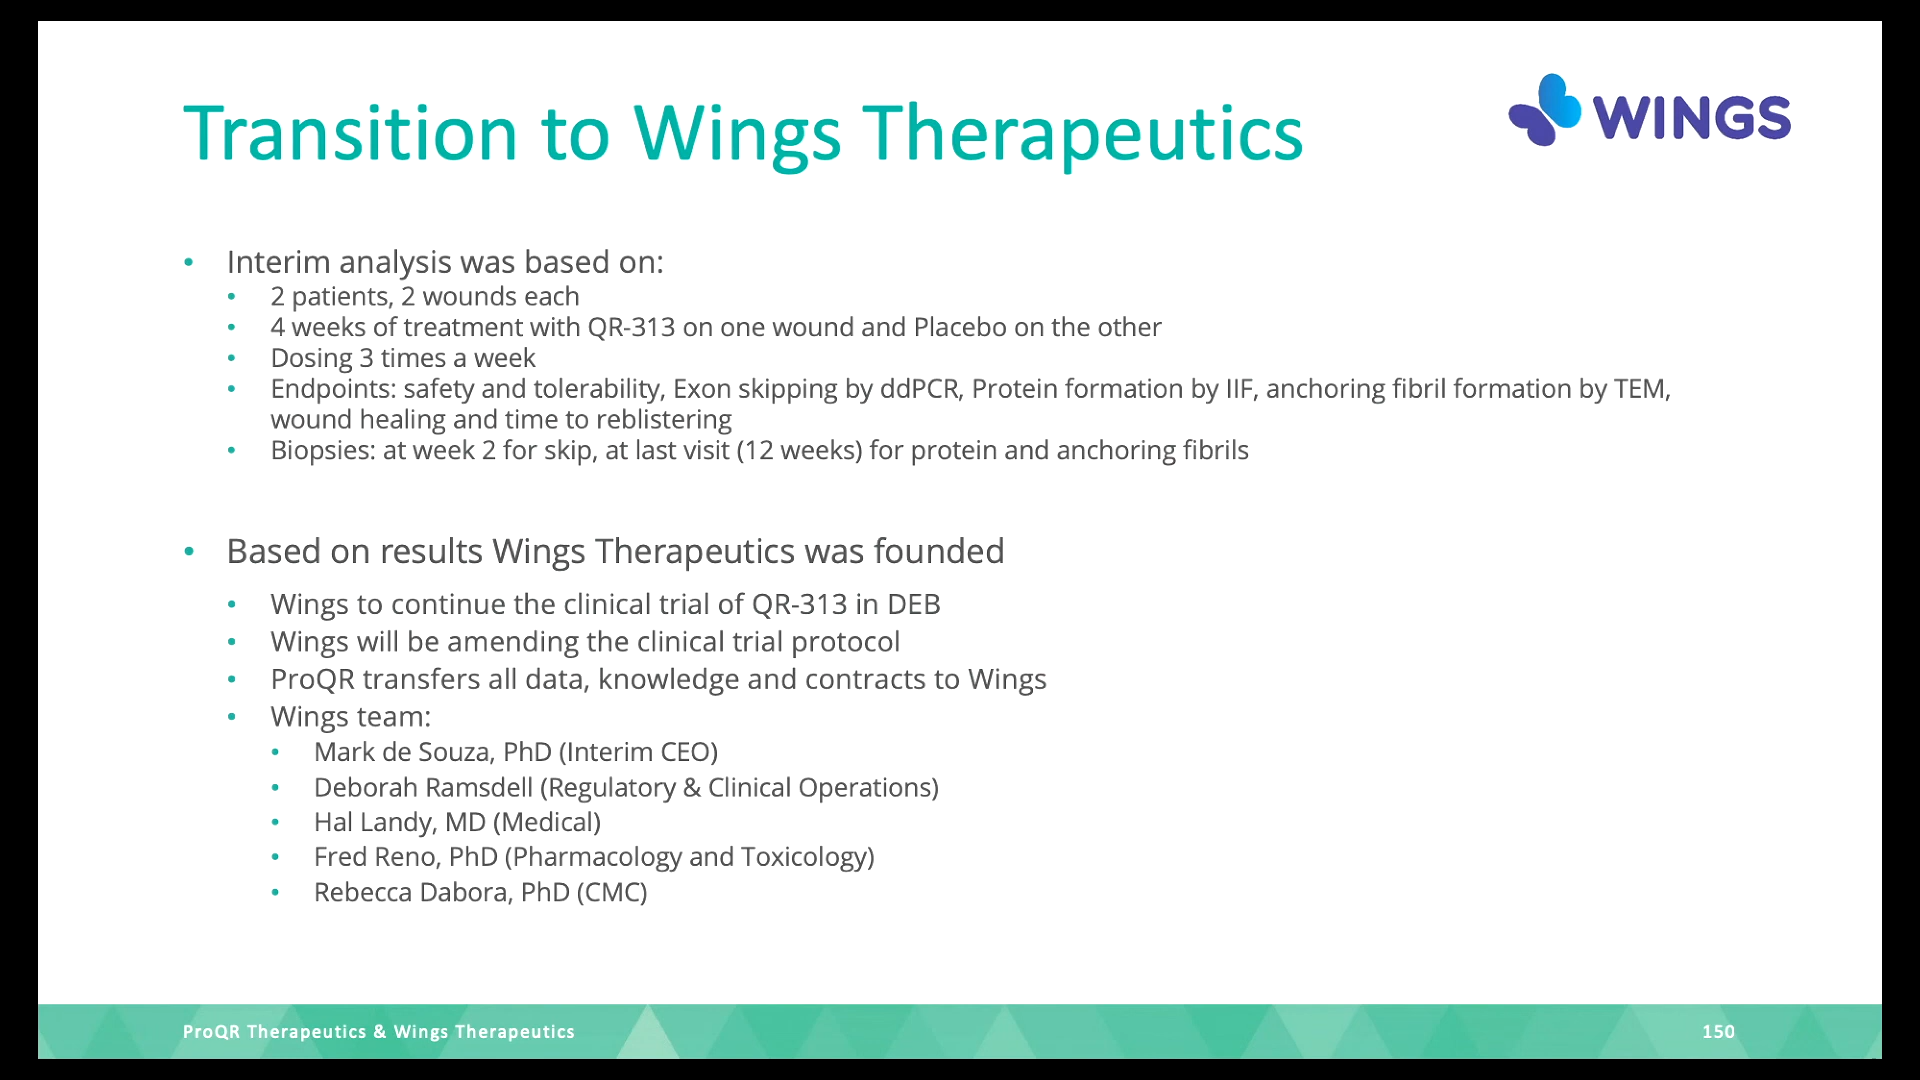 Transition to Wings Therapeutics
WINGS
• Interim analysis was based on:
• 2 patients, 2 wounds each
• 4 weeks of treatment with QR-313 on one wound and Placebo on the other
• Dosing 3 times a week
• Endpoints: safety and tolerability, Exon skipping by ddPCR, Protein formation by IIF, anchoring fibril formation by TEM,
wound healing and time to reblistering
• Biopsies: at week 2 for skip, at last visit (12 weeks) for protein and anchoring fibrils
• Based on results Wings Therapeutics was founded
• Wings to continue the clinical trial of QR-313 in DEB
• Wings will be amending the clinical trial protocol
• ProQR transfers all data, knowledge and contracts to Wings
• Wings team:
• Mark de Souza, PhD (Interim CEO)
• Deborah Ramsdell (Regulatory & Clinical Operations)
• Hal Landy, MD (Medical)
• Fred Reno, PhD (Pharmacology and Toxicology)
• Rebecca Dabora, PhD (CMC)
ProQR Therapeutics & Wings Therapeutics
150